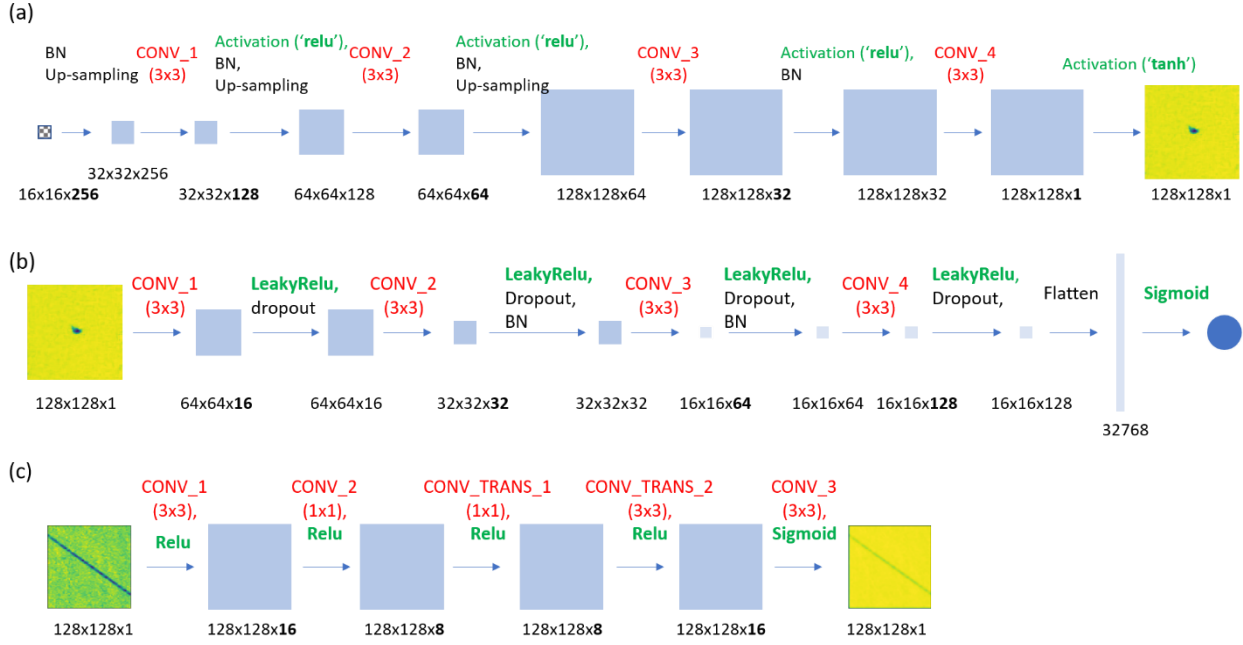 (a)
BN
Up-sampling
CONV_1
(3x3)
Activation (‘relu’),
BN,
Up-sampling
CONV_2
(3x3)
Activation (‘relu’),
BN,
Up-sampling
CONV_3
(3x3)
Activation (‘relu’),
BN
CONV_4
(3x3)
Activation (‘tanh’)
16x16x256
32x32x256
32x32x128
64x64x128
64x64x64
128x128x64
128x128x32
128x128x32
128x128x1
128x128x1
(b)
CONV_1
(3x3)
LeakyRelu,
dropout
CONV_2
(3x3)
LeakyRelu,
Dropout,
BN
CONV_3
(3x3)
LeakyRelu,
Dropout,
BN
CONV_4
(3x3)
LeakyRelu,
Dropout,
Flatten
Sigmoid
128x128x1
64x64x16
64x64x16
32x32x32
32x32x32
16x16x64
16x16x64
16x16x128
16x16x128
32768
(c)
CONV_1
(3x3),
Relu
CONV_2
(1x1),
Relu
CONV_TRANS_1
(1x1),
Relu
CONV_TRANS_2
(3x3),
Relu
CONV_3
(3x3),
Sigmoid
128x128x1
128x128x16
128x128x8
128x128x8
128x128x16
128x128x1